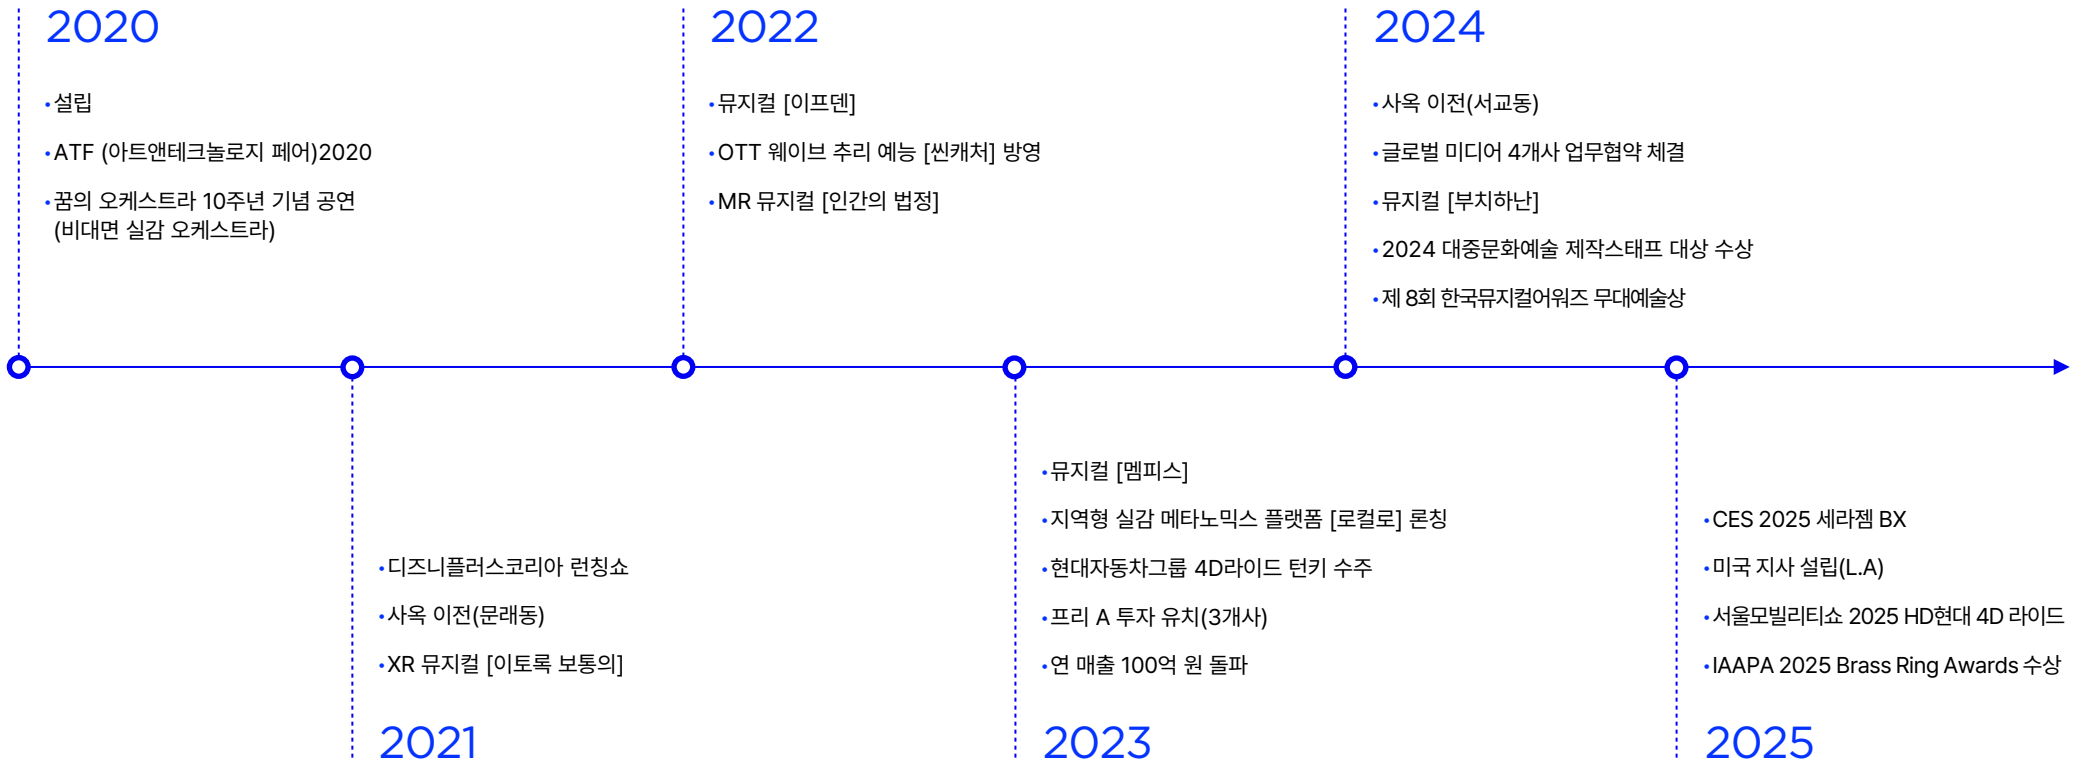 2020
·설립
·ATF (아트앤테크놀로지 페어)2020
·꿈의 오케스트라 10주년 기념 공연
(비대면 실감 오케스트라)
·디즈니플러스코리아 런칭쇼
·사옥 이전(문래동)
·XR 뮤지컬 [이토록 보통의]
2021
2022
·뮤지컬 [이프덴]
·OTT 웨이브 추리 예능 [씬캐처] 방영
·MR 뮤지컬 [인간의 법정]
·뮤지컬 [멤피스]
·지역형 실감 메타노믹스 플랫폼 [로컬로] 론칭
·현대자동차그룹 4D라이드 턴키 수주
·프리 A 투자 유치(3개사)
·연 매출 100억 원 돌파
2023
2024
·사옥 이전(서교동)
·글로벌 미디어 4개사 업무협약 체결
·뮤지컬 [부치하난]
·2024 대중문화예술 제작스태프 대상 수상
·제 8회 한국뮤지컬어워즈 무대예술상
·CES 2025 세라젬 BX
·미국 지사 설립(L.A)
·서울모빌리티쇼 2025 HD현대 4D 라이드
·IAAPA 2025 Brass Ring Awards 수상
2025